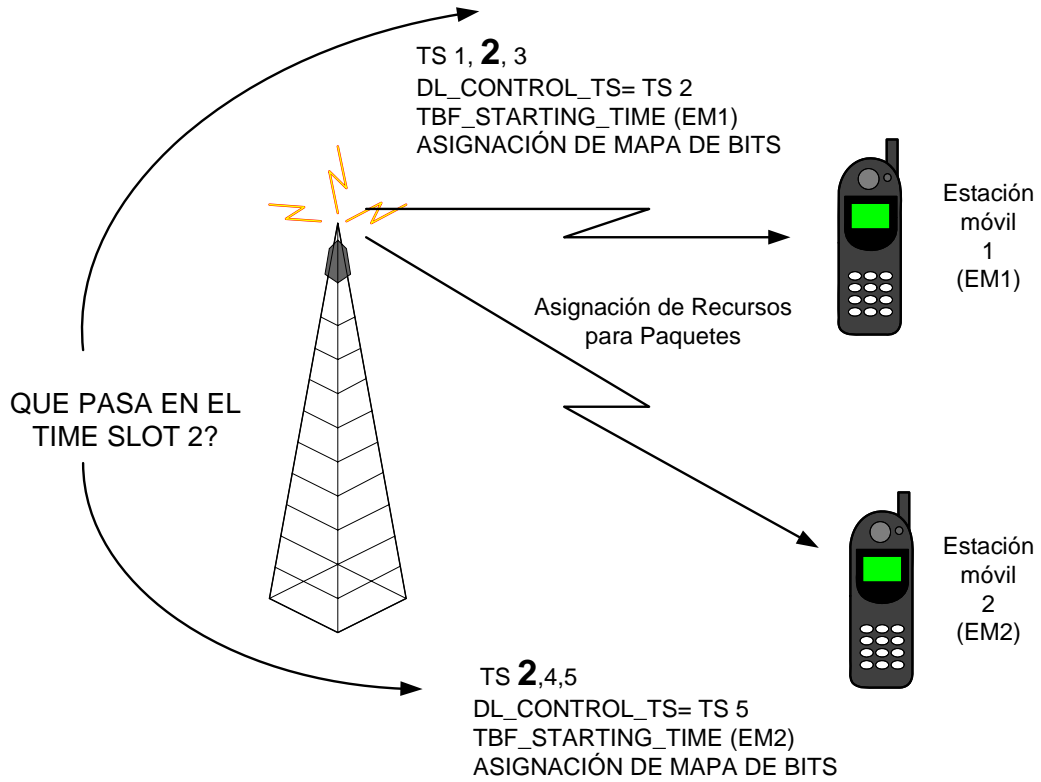 TS 1, 2, 3
DL_CONTROL_TS= TS 2
TBF_STARTING_TIME (EM1)
ASIGNACIÓN DE MAPA DE BITS
Estación
móvil
1
(EM1)
Asignación de Recursos
para Paquetes
QUE PASA EN EL
TIME SLOT 2?
Estación
móvil
2
(EM2)
TS 2,4,5
DL_CONTROL_TS= TS 5
TBF_STARTING_TIME (EM2)
ASIGNACIÓN DE MAPA DE BITS